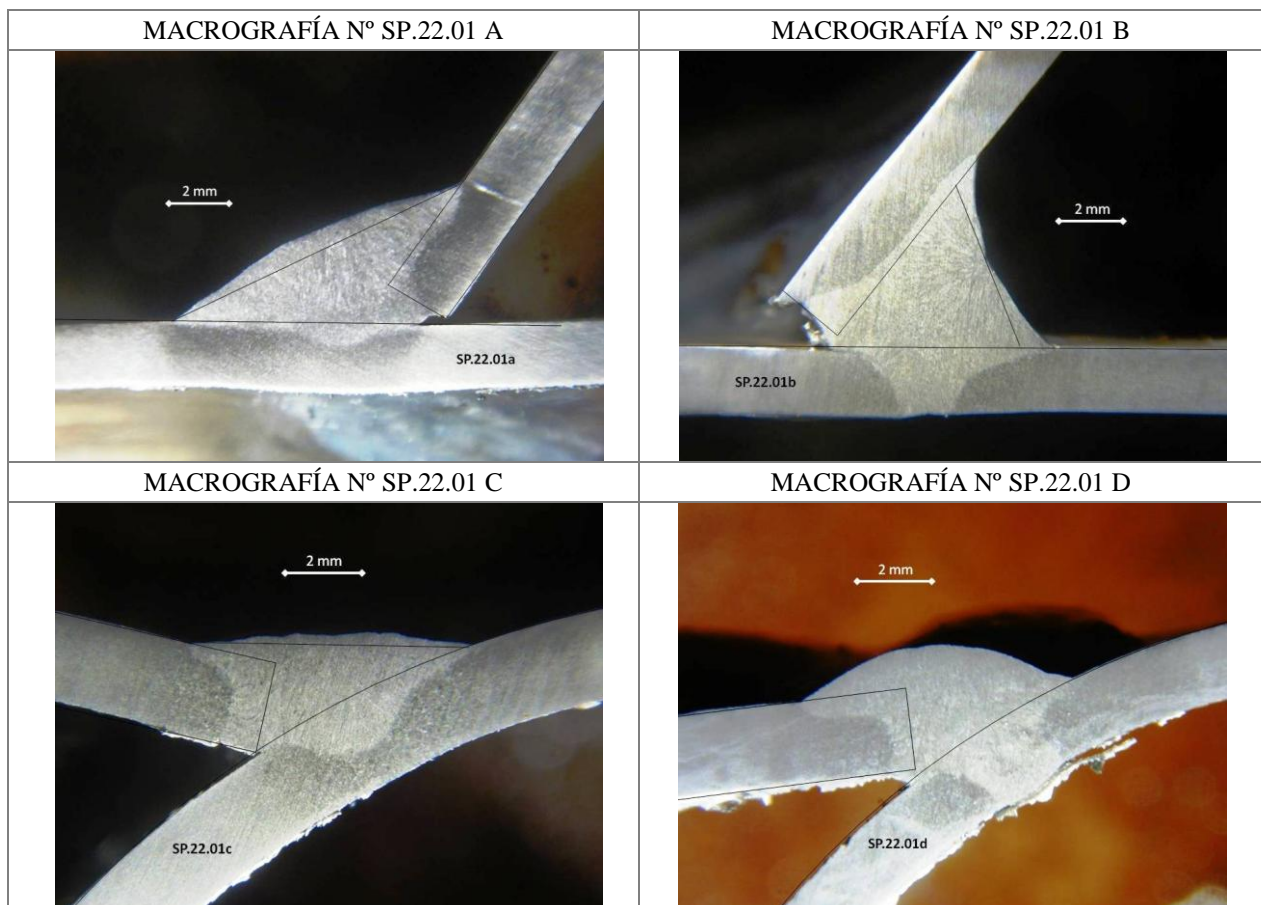 MACROGRAFÍA Nº SP.22.01 A
MACROGRAFÍA Nº SP.22.01 B
2 mm
SP.22.01a
2 mm
SP.22.01b
MACROGRAFÍA Nº SP.22.01 C
MACROGRAFÍA Nº SP.22.01 D
2 mm
SP.22.01c
2 mm
SP.22.01d